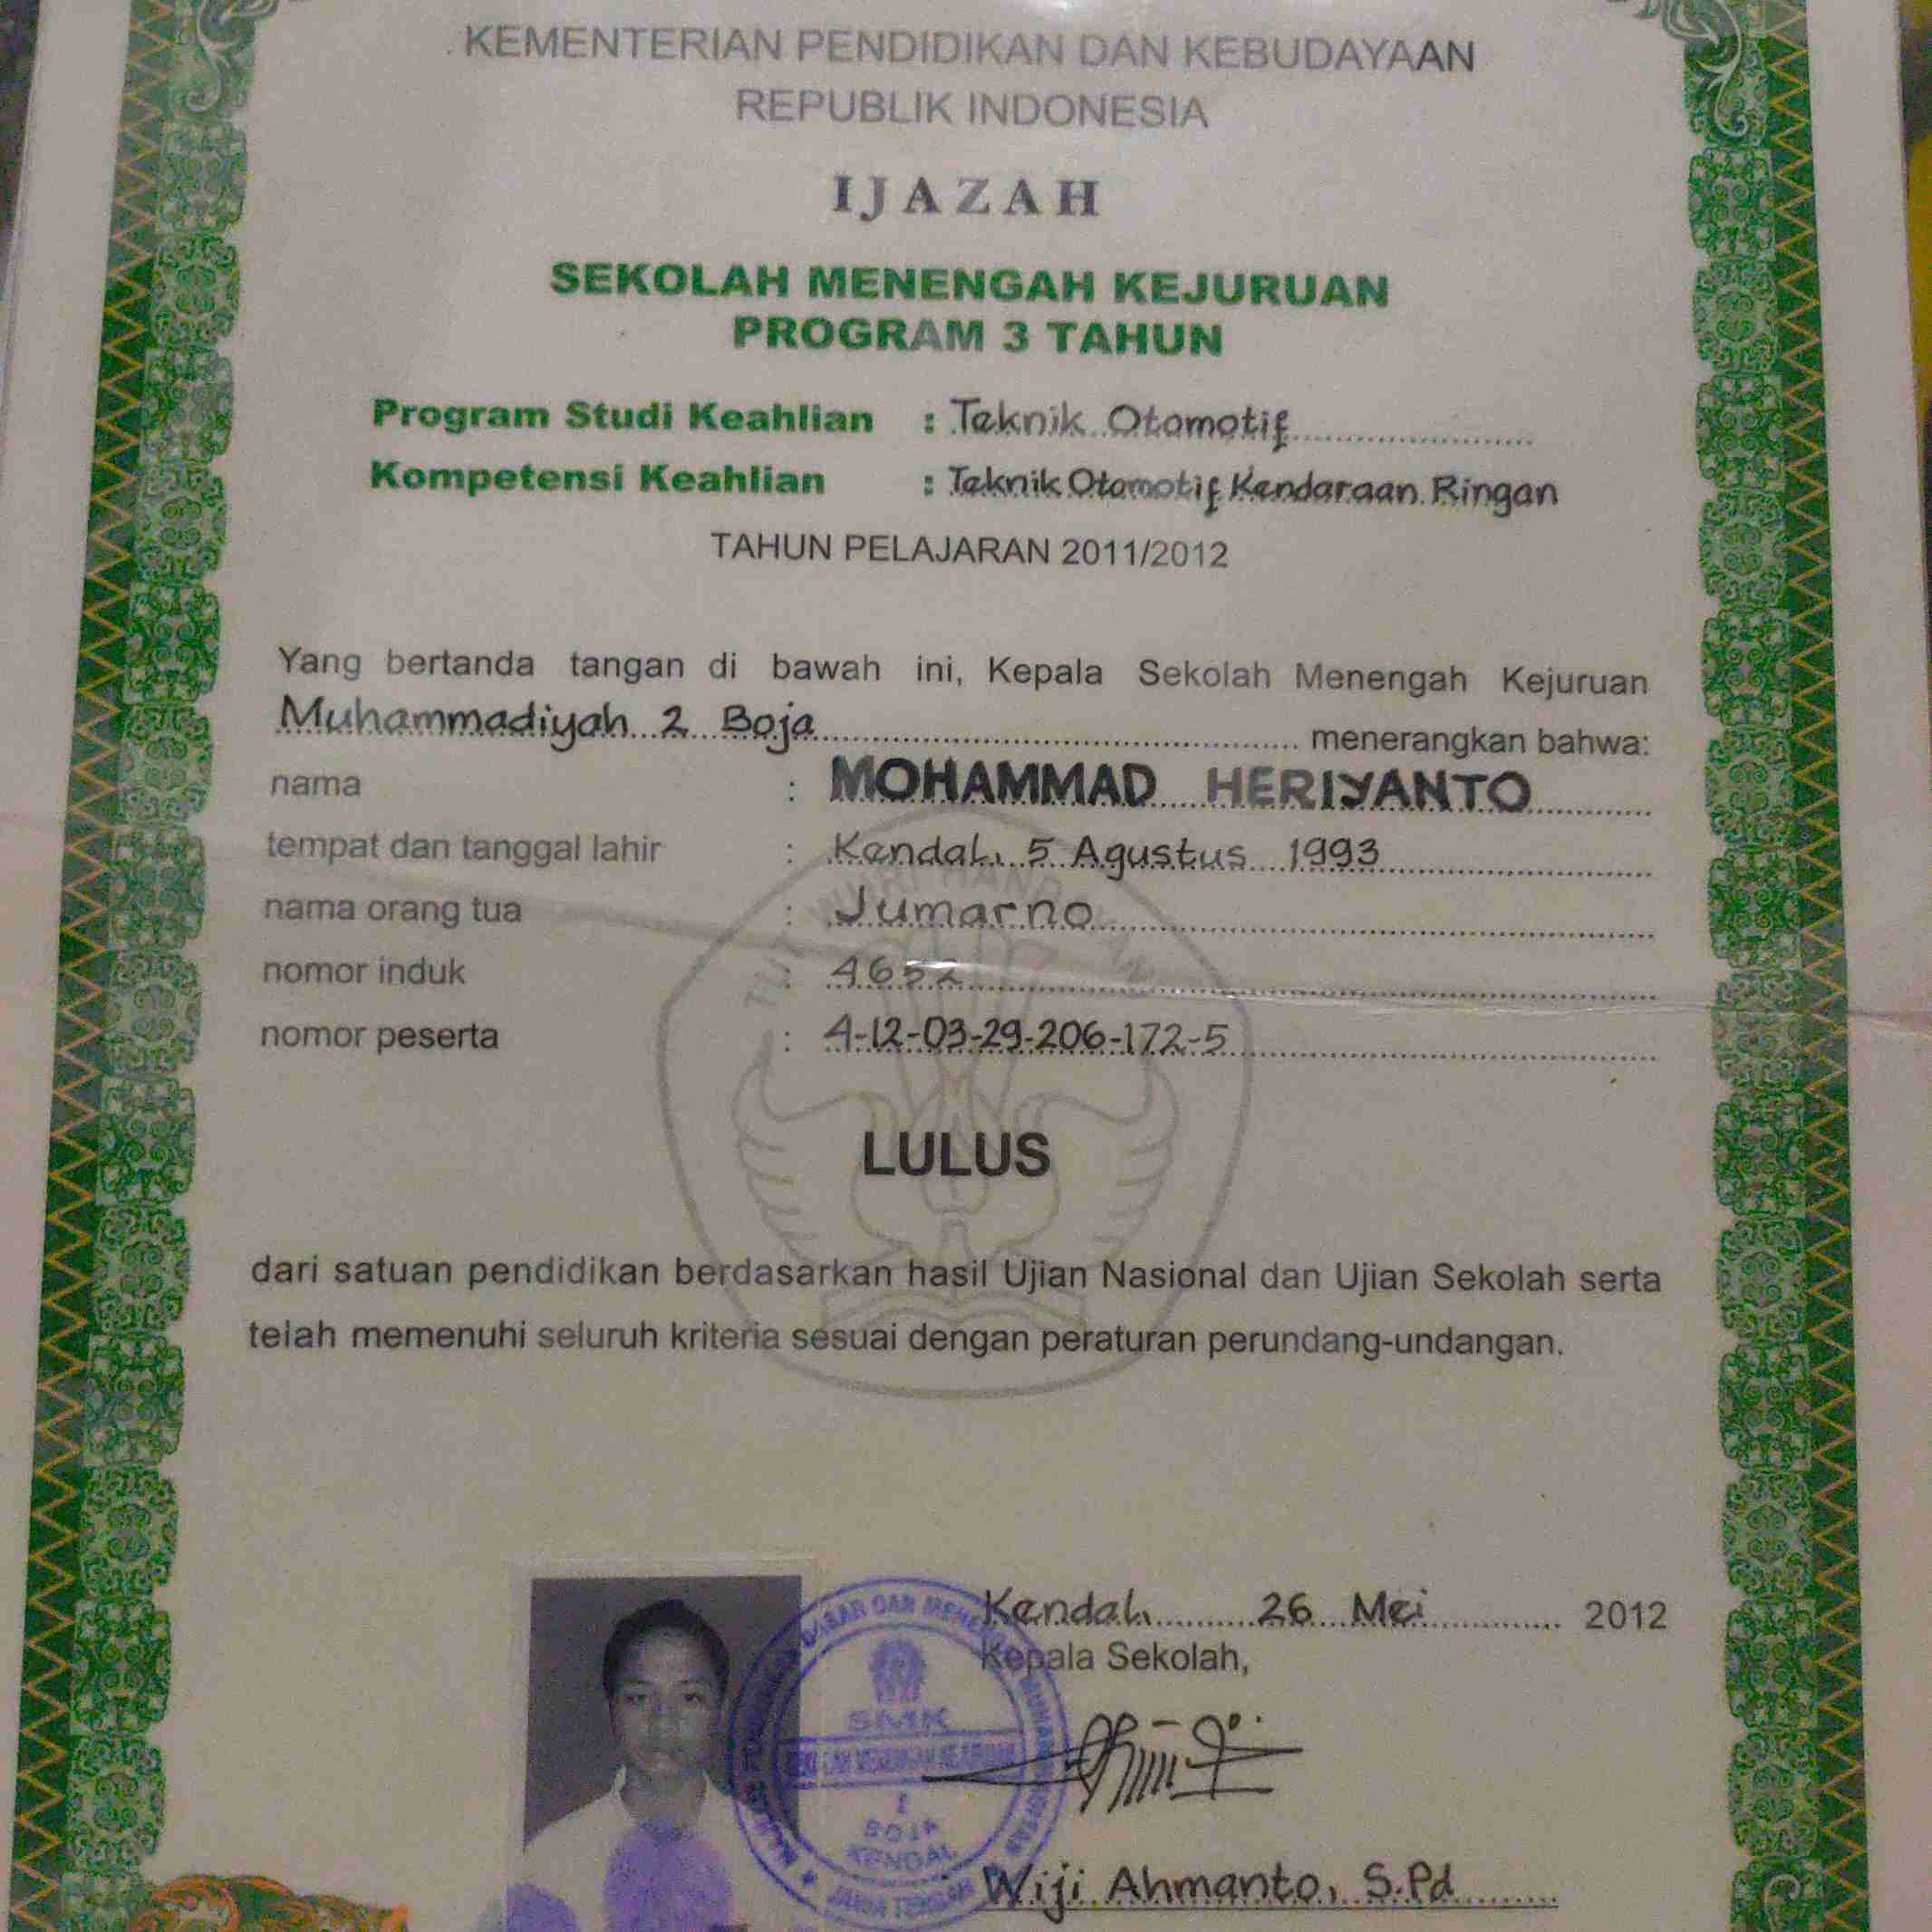 KEMENTERIAN PENDIDIKAN DAN KEBUDAYAAN
REPUBLIK INDONESIA
IJAZAH
SEKOLAH MENENGAH KEJURUAN
PROGRAM 3 TAHUN
Program Studi Keahlian : Teknik Otomotif
Kompetensi Keahlian : Teknik Otomotif Kendaraan Ringan
TAHUN PELAJARAN 2011/2012
Yang bertanda tangan di bawah ini, Kepala Sekolah Menengah Kejuruan
Muhammadiyah 2 Boja menerangkan bahwa:
nama : MOHAMMAD HERIYANTO
tempat dan tanggal lahir : Kendal, 5 Agustus 1993
nama orang tua : Jumarno
nomor induk : 4652
nomor peserta : 4-12-03-29-206-172-5
LULUS
dari satuan pendidikan berdasarkan hasil Ujian Nasional dan Ujian Sekolah serta
telah memenuhi seluruh kriteria sesuai dengan peraturan perundang-undangan.
Kendal, 26 Mei 2012
Kepala Sekolah,
SMK
BOJA
KENDAL
JAWA TENGAH
Wiji Ahmanto, S.Pd